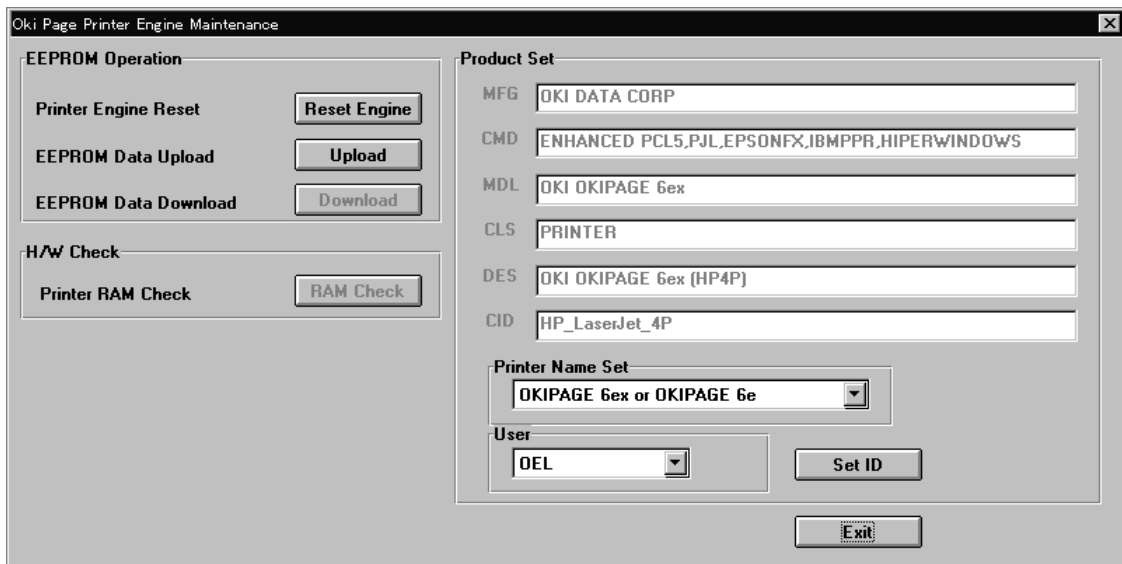 Oki Page Printer Engine Maintenance
EEPROM Operation
Printer Engine Reset
Reset Engine
EEPROM Data Upload
Upload
EEPROM Data Download
Download
H/W Check
Printer RAM Check
RAM Check
Product Set
MFG OKI DATA CORP
CMD ENHANCED PCL5,PJL,EPSONFX,IBMPPR,HIPERWINDOWS
MDL OKI OKIPAGE 6ex
CLS PRINTER
DES OKI OKIPAGE 6ex (HP4P)
CID HP_LaserJet_4P
Printer Name Set
OKIPAGE 6ex or OKIPAGE 6e
User
OEL
Set ID
Exit